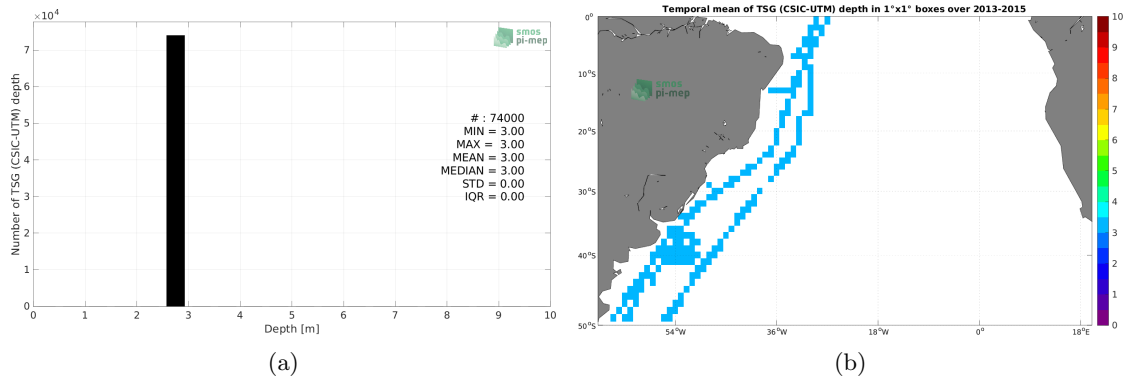 ×10⁴
7
6
5
4
3
2
1
0
Number of TSG (CSIC-UTM) depth
0 1 2 3 4 5 6 7 8 9 10
Depth [m]
smos
pi-mep
# : 74000
MIN = 3.00
MAX = 3.00
MEAN = 3.00
MEDIAN = 3.00
STD = 0.00
IQR = 0.00
(a)
Temporal mean of TSG (CSIC-UTM) depth in 1°x1° boxes over 2013-2015
0°
10°S
20°S
30°S
40°S
50°S
54°W 36°W 18°W 0° 18°E
smos
pi-mep
10
9
8
7
6
5
4
3
2
1
0
(b)